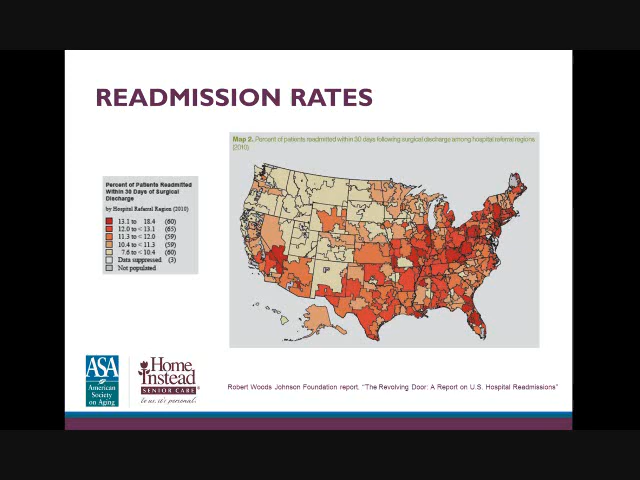 READMISSION RATES
Map 2. Percent of patients readmitted within 30 days following surgical discharge among hospital referral regions
(2010)
Percent of Patients Readmitted
Within 30 Days of Surgical
Discharge
by Hospital Referral Region (2010)
13.1 to 18.4 (60)
12.0 to < 13.1 (65)
11.3 to < 12.0 (59)
10.4 to < 11.3 (59)
7.6 to < 10.4 (60)
Data suppressed (3)
Not populated
ASA
American
Society
on Aging
Home
Instead
SENIOR CARE®
to us, it's personal.
Robert Woods Johnson Foundation report, "The Revolving Door: A Report on U.S. Hospital Readmissions"